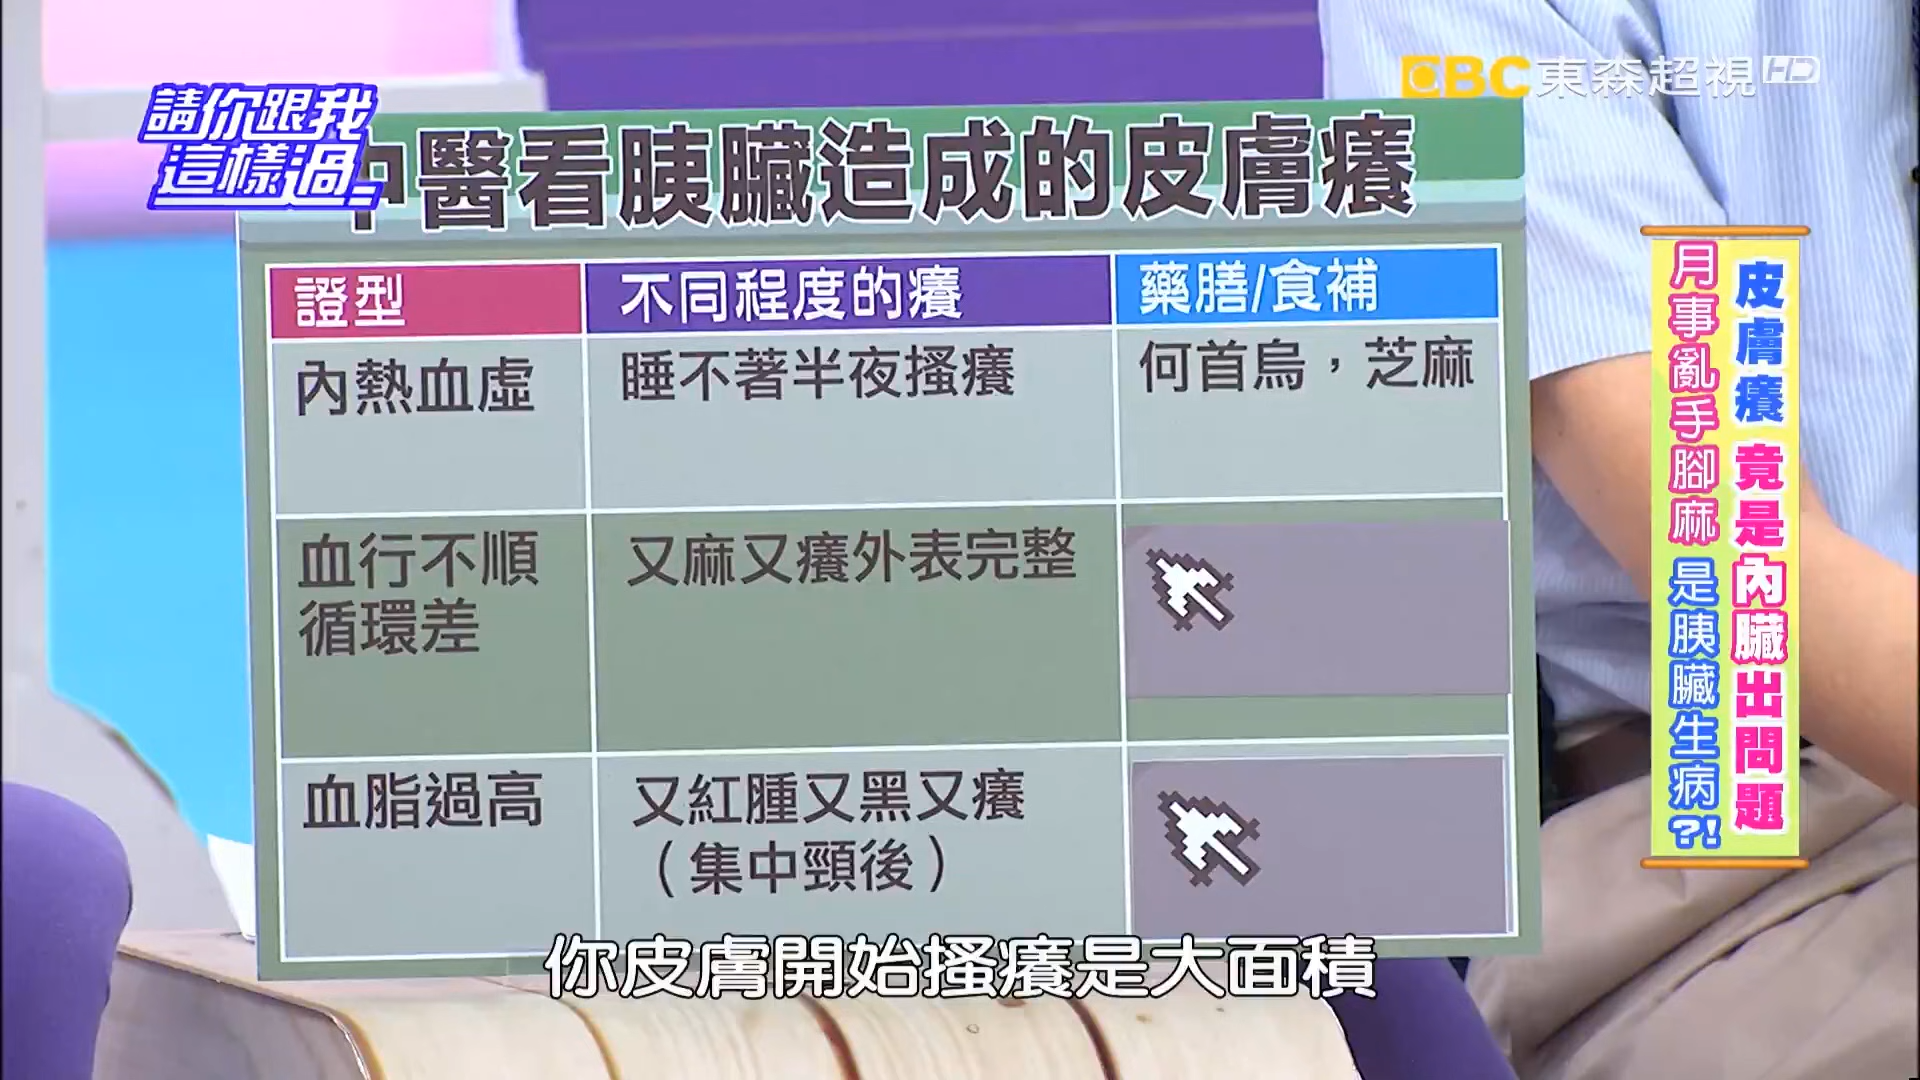 請你跟我
這樣過
EBC東森超視HD
中醫看胰臟造成的皮膚癢
證型
不同程度的癢
藥膳/食補
內熱血虛
睡不著半夜搔癢
何首烏，芝麻
血行不順
循環差
又麻又癢外表完整
血脂過高
又紅腫又黑又癢
（集中頸後）
皮膚癢 竟是內臟出問題
月事亂手腳麻 是胰臟生病?!
你皮膚開始搔癢是大面積